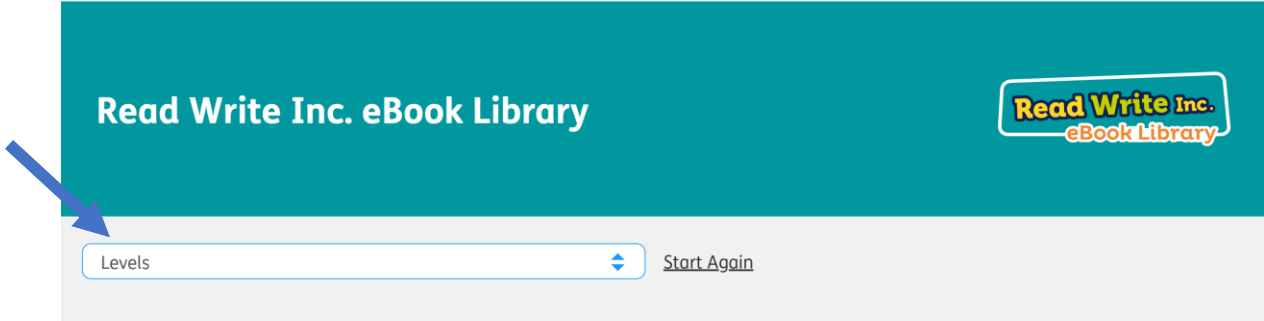 Read Write Inc. eBook Library
Read Write Inc.
eBook Library
Levels
Start Again